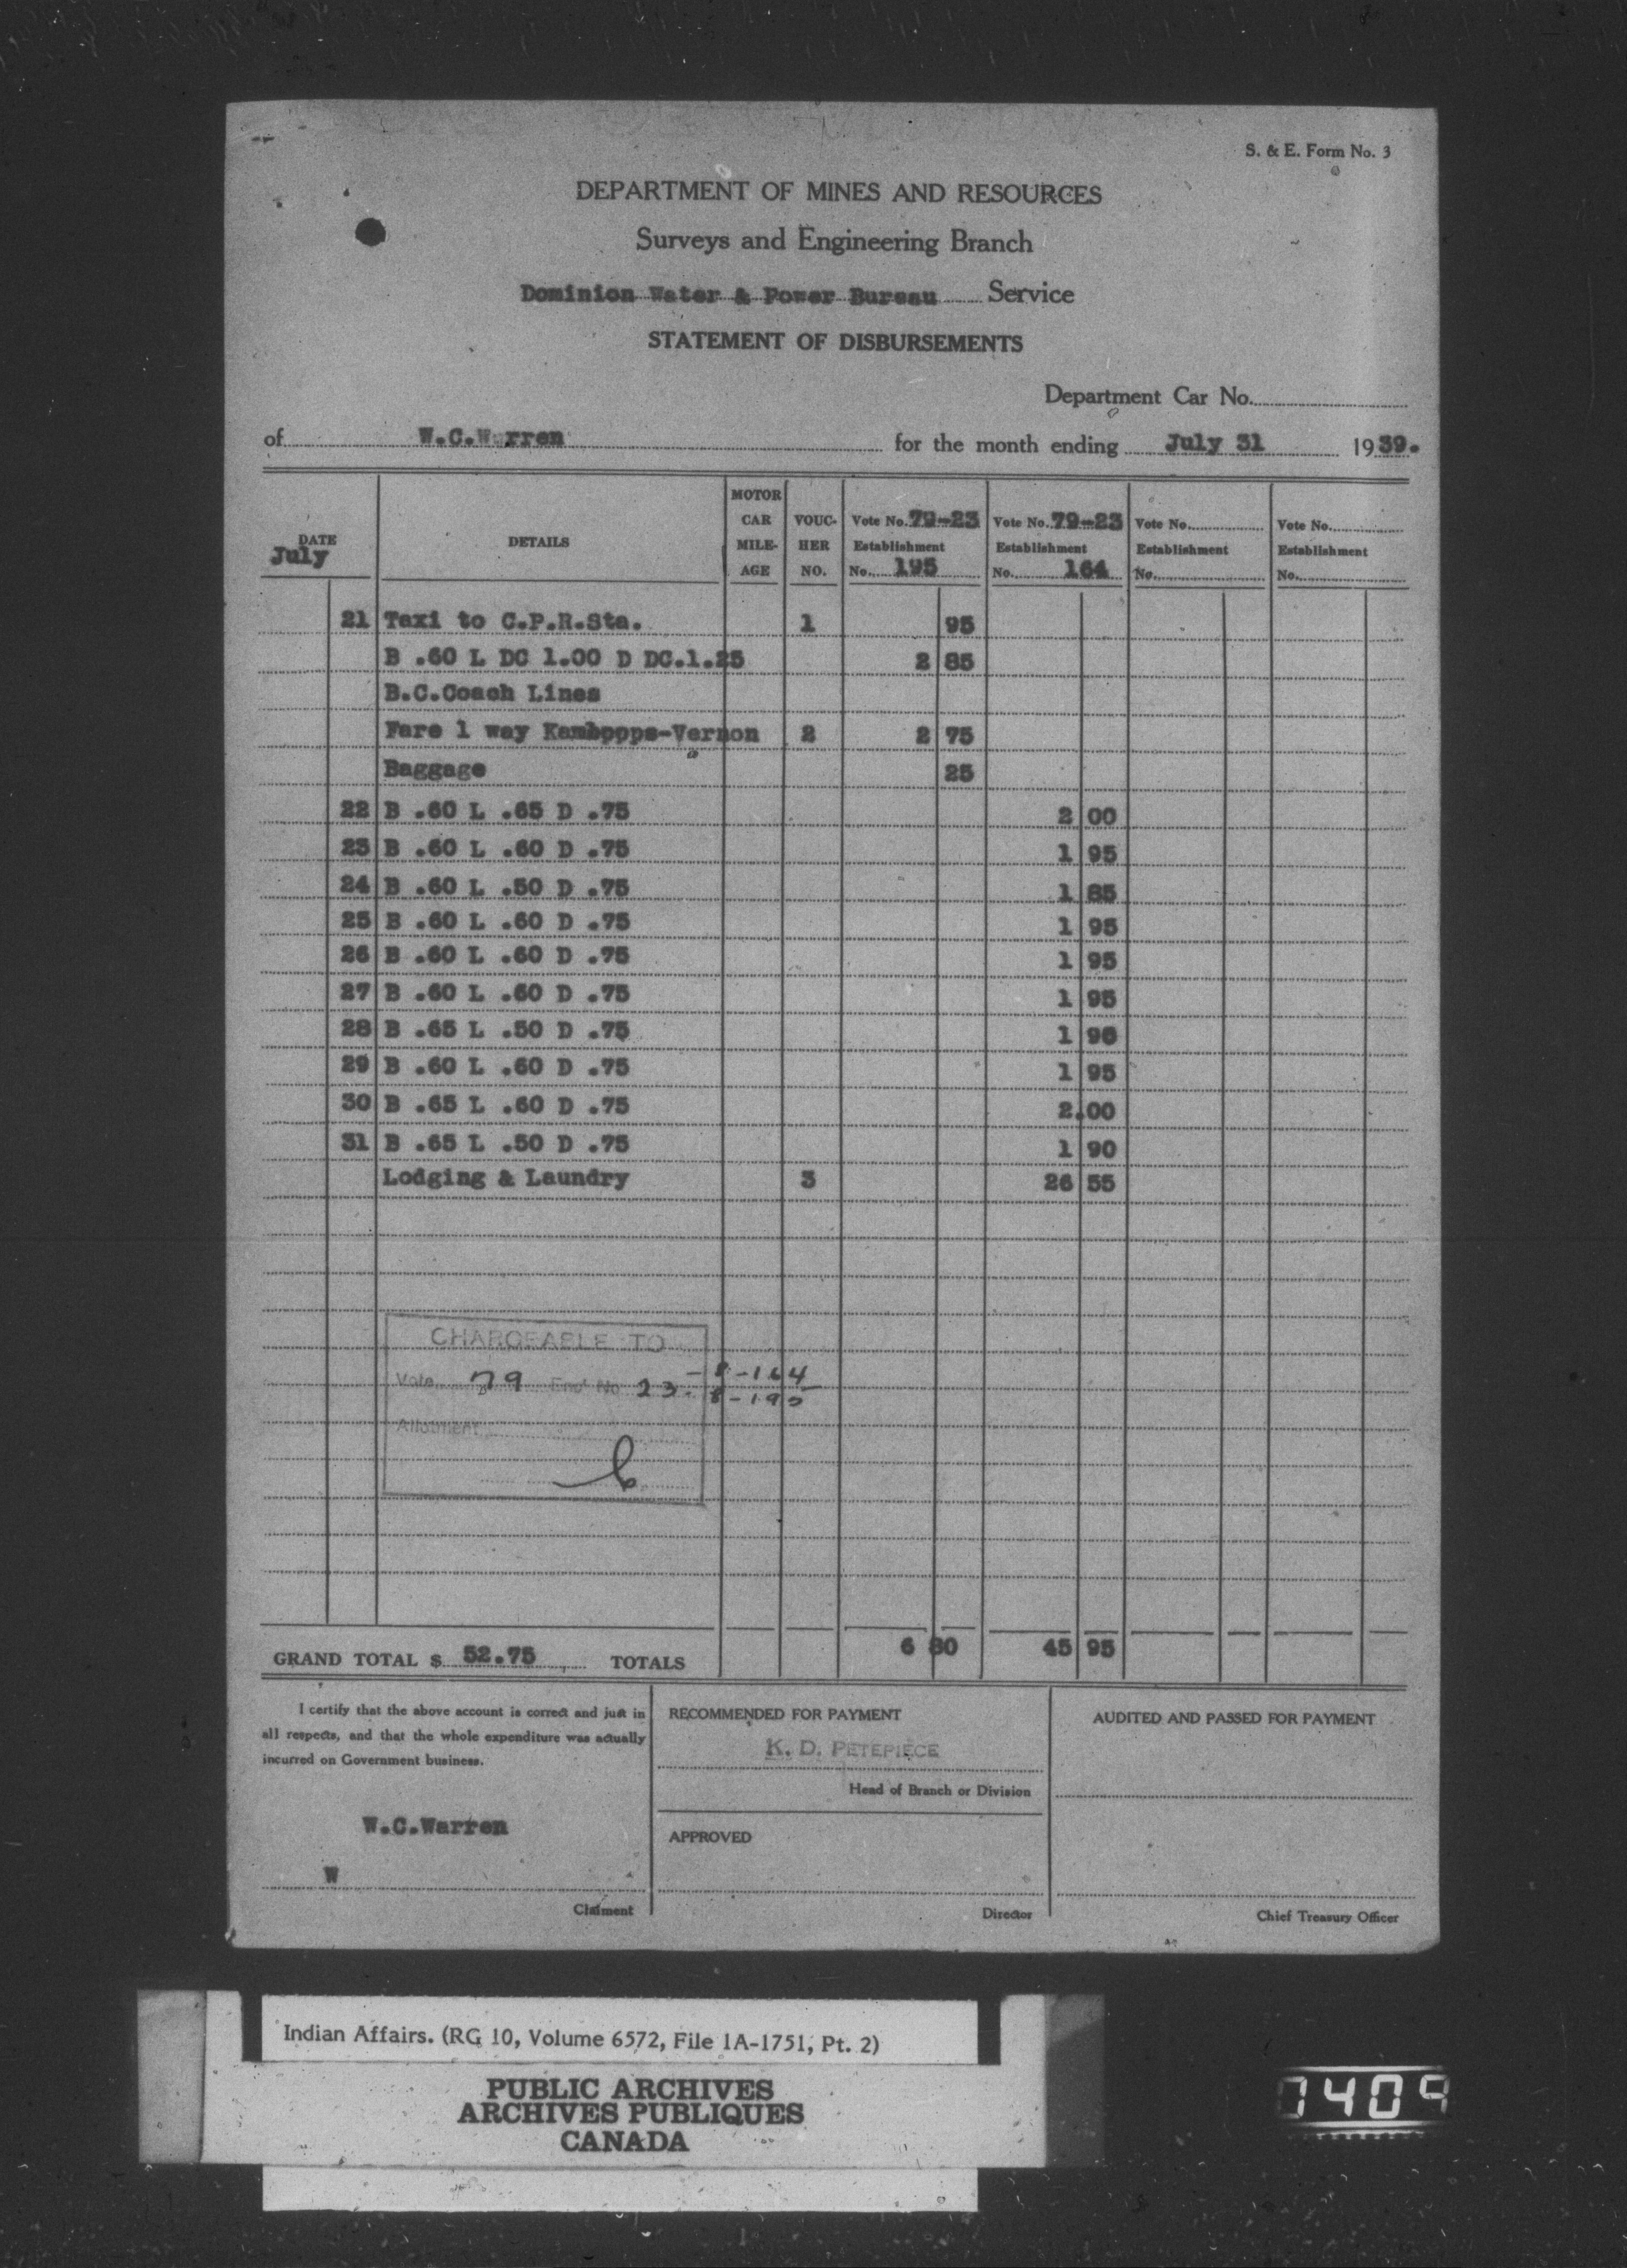 S. & E. Form No. 3
DEPARTMENT OF MINES AND RESOURCES
Surveys and Engineering Branch
Dominion Water & Power Bureau Service
STATEMENT OF DISBURSEMENTS
Department Car No.
of W.C.Warren for the month ending July 31 1939.
DATE DETAILS MOTOR CAR MILE-AGE VOUC-HER NO. Vote No. 79-23 Establishment No. 195 Vote No. 79-23 Establishment No. 164 Vote No. Establishment No. Vote No. Establishment No.
July
21 Taxi to C.P.R.Sta. 1 95
B .60 L DC 1.00 D DC.1.25 2 85
B.C.Coach Lines
Fare 1 way Kamboops-Vernon 2 2 75
Baggage 25
22 B .60 L .65 D .75 2 00
23 B .60 L .60 D .75 1 95
24 B .60 L .50 D .75 1 85
25 B .60 L .60 D .75 1 95
26 B .60 L .60 D .75 1 95
27 B .60 L .60 D .75 1 95
28 B .65 L .50 D .75 1 90
29 B .60 L .60 D .75 1 95
30 B .65 L .60 D .75 2.00
31 B .65 L .50 D .75 1 90
Lodging & Laundry 3 26 55
CHARGEABLE TO
Vote 79 No 23. - 8-164
8-195
Allotment
GRAND TOTAL $ 52.75 TOTALS 6 80 45 95
I certify that the above account is correct and just in
all respects, and that the whole expenditure was actually
incurred on Government business.
W.C.Warren
W
Claiment
RECOMMENDED FOR PAYMENT
K. D. PETEPIECE
Head of Branch or Division
APPROVED
Director
AUDITED AND PASSED FOR PAYMENT
Chief Treasury Officer
Indian Affairs. (RG 10, Volume 6572, File 1A-1751, Pt. 2)
PUBLIC ARCHIVES
ARCHIVES PUBLIQUES
CANADA
7409